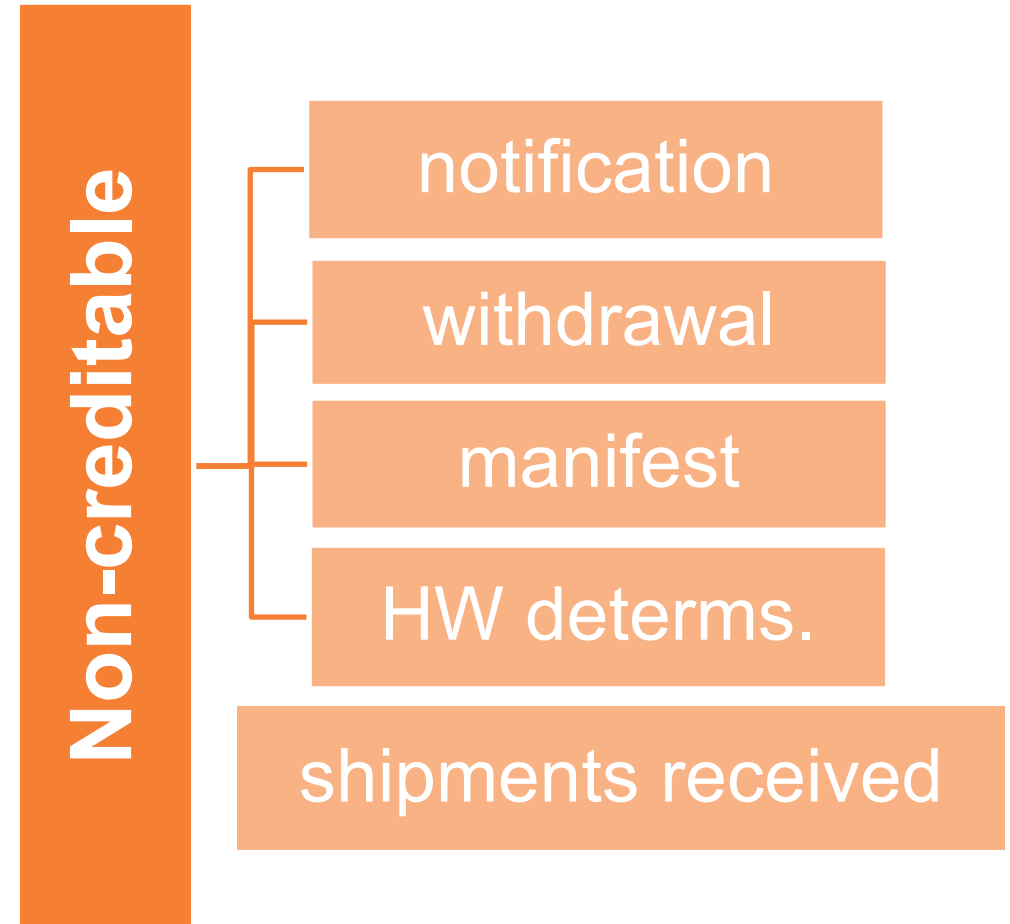 Non-creditable
notification
withdrawal
manifest
HW determs.
shipments received